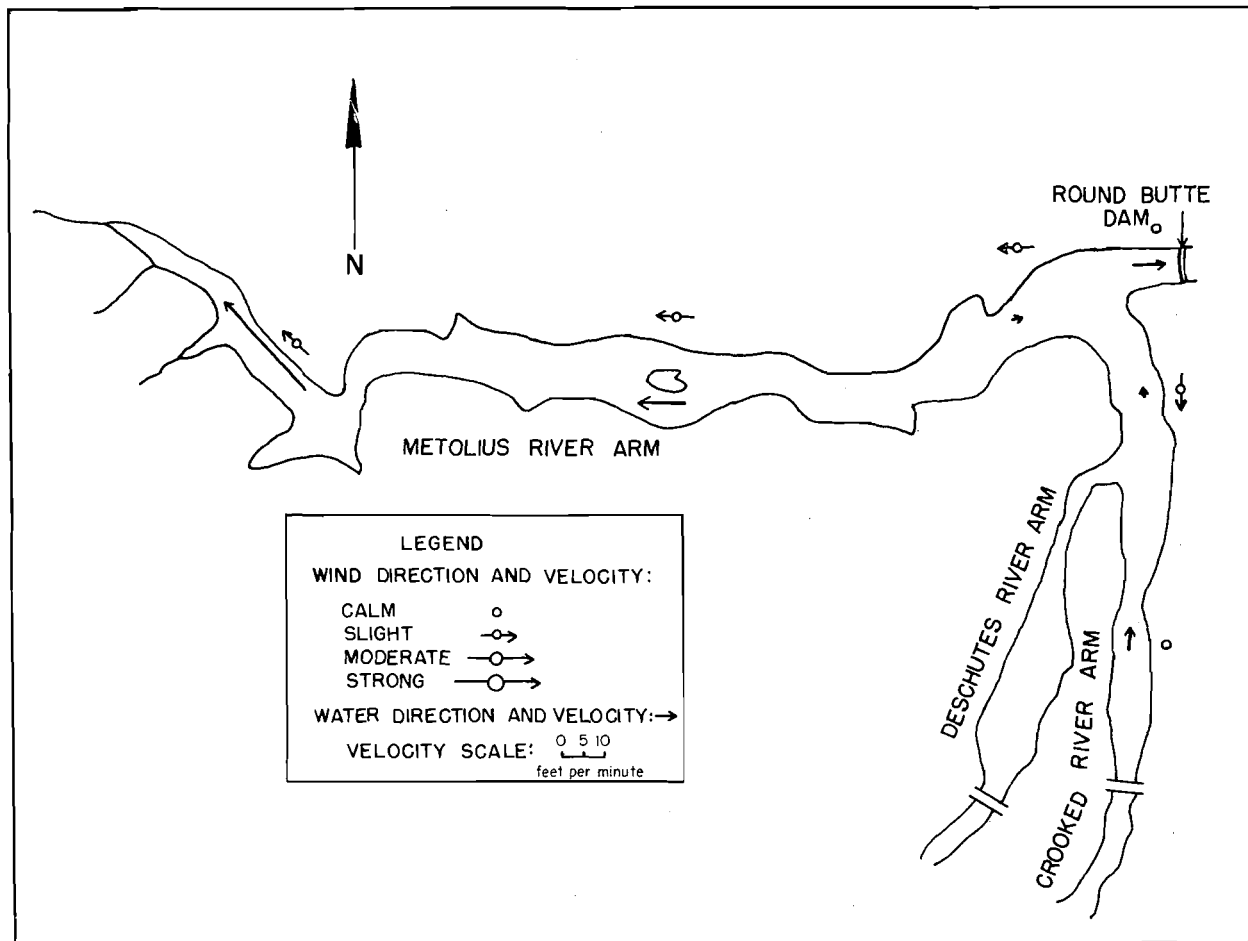 ROUND BUTTE
DAM
N
METOLIUS RIVER ARM
DESCHUTES RIVER ARM
CROOKED RIVER ARM
LEGEND
WIND DIRECTION AND VELOCITY:
CALM
SLIGHT
MODERATE
STRONG
WATER DIRECTION AND VELOCITY:
VELOCITY SCALE: 0 5 10
feet per minute